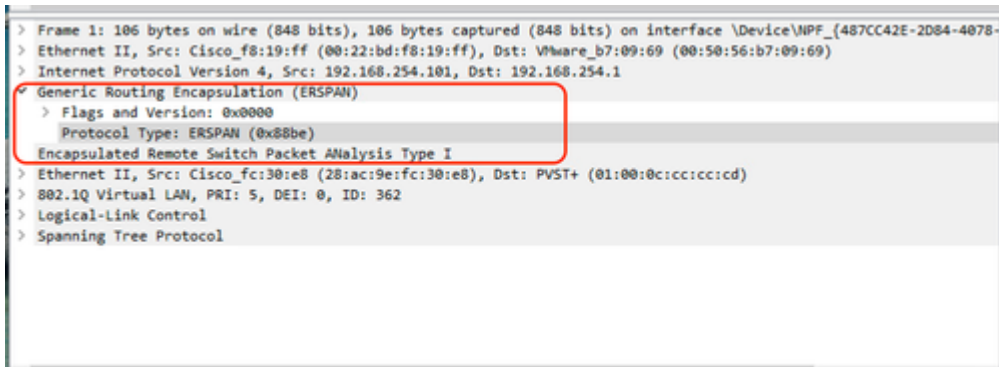 Frame 1: 106 bytes on wire (848 bits), 106 bytes captured (848 bits) on interface \Device\NPF_{487CC42E-2D84-4078-
Ethernet II, Src: Cisco_f8:19:ff (00:22:bd:f8:19:ff), Dst: VMware_b7:09:69 (00:50:56:b7:09:69)
Internet Protocol Version 4, Src: 192.168.254.101, Dst: 192.168.254.1
Generic Routing Encapsulation (ERSPAN)
Flags and Version: 0x0000
Protocol Type: ERSPAN (0x88be)
Encapsulated Remote Switch Packet ANalysis Type I
Ethernet II, Src: Cisco_fc:30:e8 (28:ac:9e:fc:30:e8), Dst: PVST+ (01:00:0c:cc:cc:cd)
802.1Q Virtual LAN, PRI: 5, DEI: 0, ID: 362
Logical-Link Control
Spanning Tree Protocol